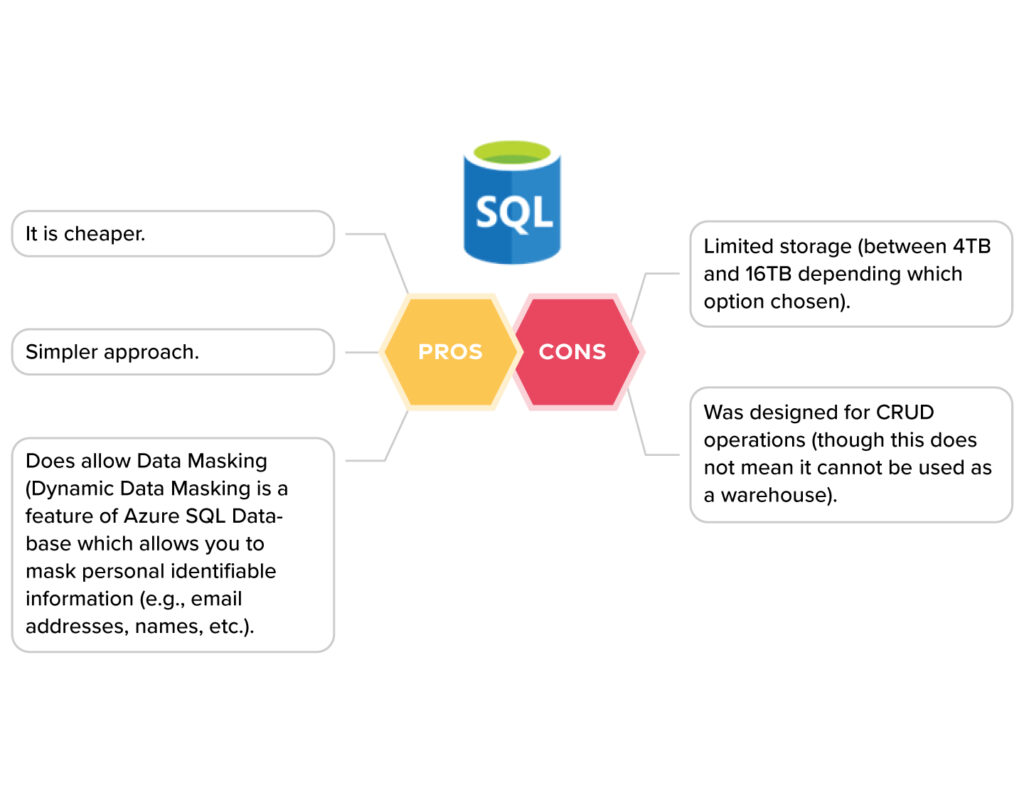 SQL
It is cheaper.
Simpler approach.
Does allow Data Masking
(Dynamic Data Masking is a
feature of Azure SQL Data-
base which allows you to
mask personal identifiable
information (e.g., email
addresses, names, etc.).
PROS
CONS
Limited storage (between 4TB
and 16TB depending which
option chosen).
Was designed for CRUD
operations (though this does
not mean it cannot be used as
a warehouse).